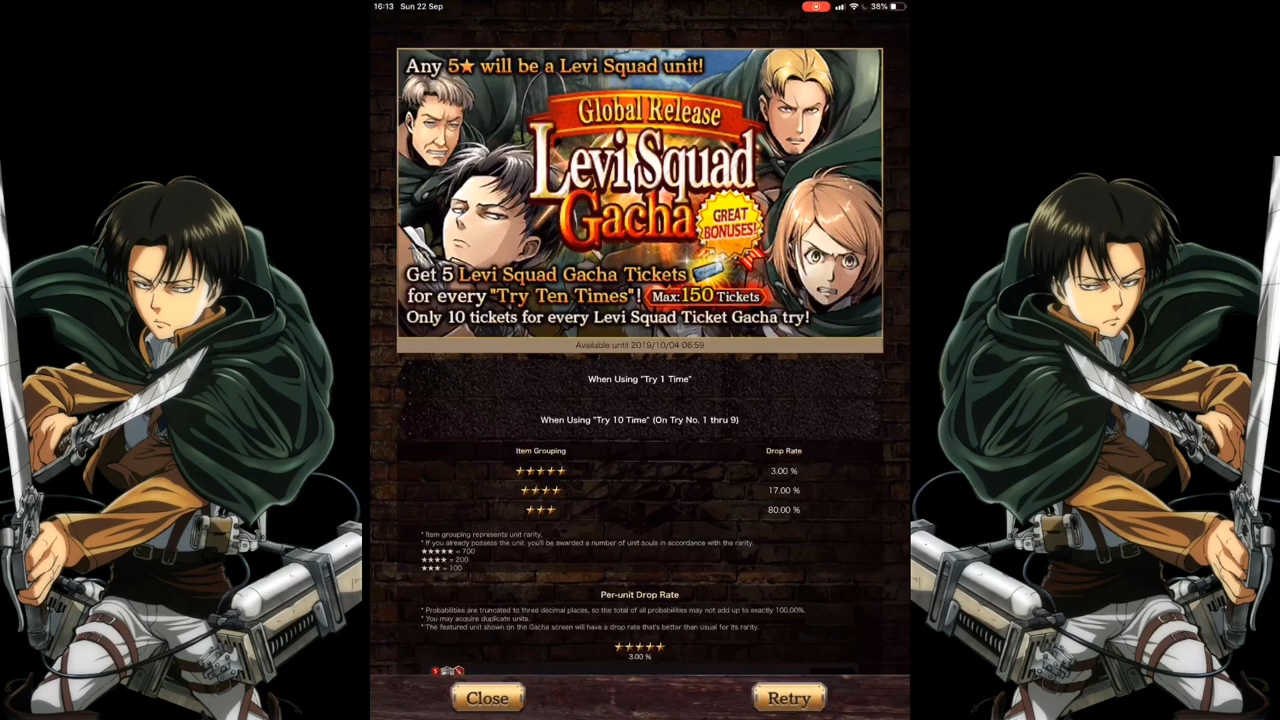 16:13 Sun 22 Sep
38%
Any 5★ will be a Levi Squad unit!
Global Release
Levi Squad
Gacha
GREAT
BONUSES!
Get 5 Levi Squad Gacha Tickets
for every "Try Ten Times"! Max:150 Tickets
Only 10 tickets for every Levi Squad Ticket Gacha try!
Available until 2019/10/04 06:59
When Using "Try 1 Time"
When Using "Try 10 Time" (On Try No. 1 thru 9)
Item Grouping Drop Rate
★★★★★ 3.00 %
★★★★ 17.00 %
★★★ 80.00 %
* Item grouping represents unit rarity.
* If you already possess the unit, you'll be awarded a number of unit souls in accordance with the rarity.
★★★★★ = 700
★★★★ = 200
★★★ = 100
Per-unit Drop Rate
* Probabilities are truncated to three decimal places, so the total of all probabilities may not add up to exactly 100.00%.
* You may acquire duplicate units.
* The featured unit shown on the Gacha screen will have a drop rate that's better than usual for its rarity.
★★★★★
3.00 %
Close Retry